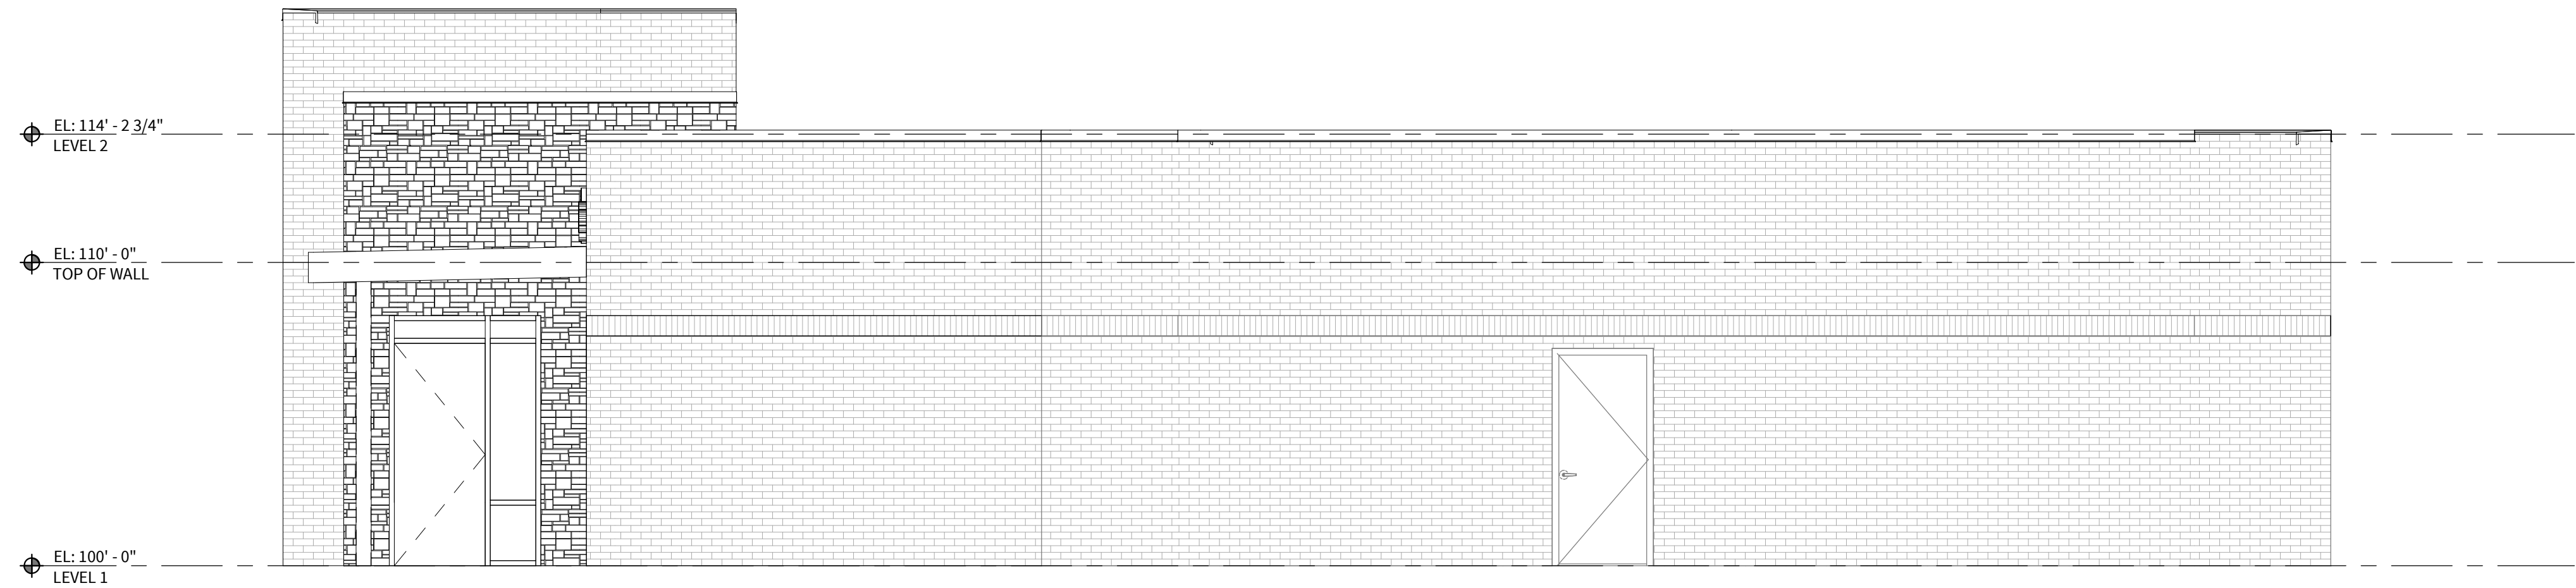 EL: 114' - 2 3/4"
LEVEL 2
EL: 110' - 0"
TOP OF WALL
EL: 100' - 0"
LEVEL 1